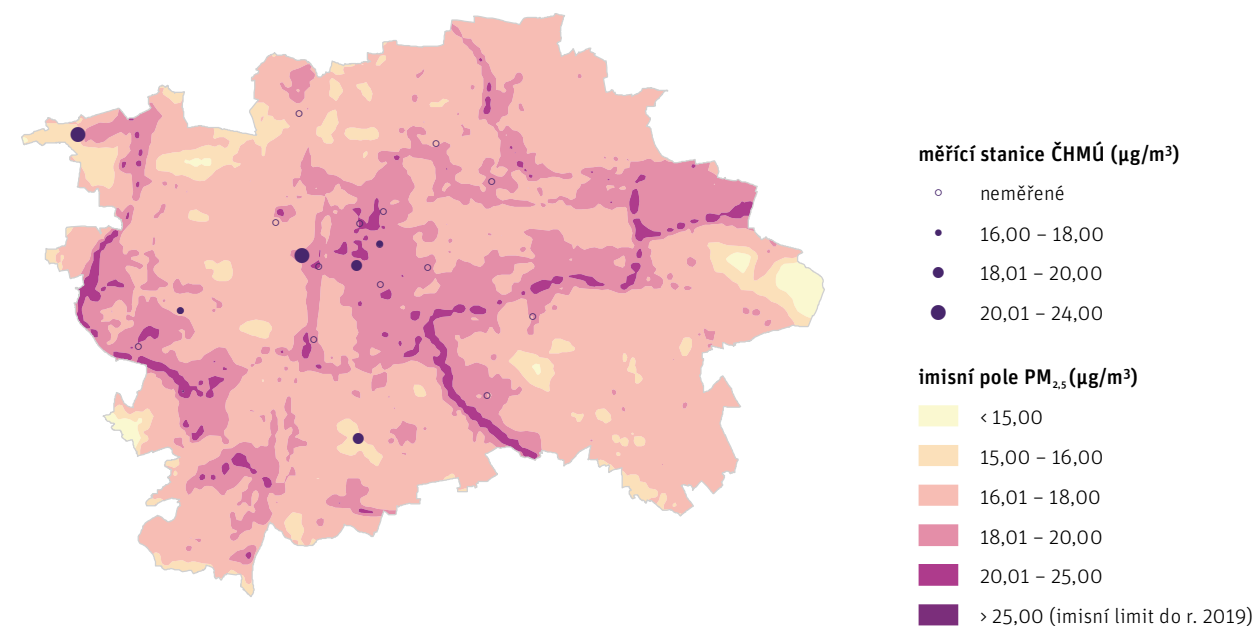 měřící stanice ČHMÚ (µg/m³)
neměřené
16,00 – 18,00
18,01 – 20,00
20,01 – 24,00
imisní pole PM₂,₅ (µg/m³)
< 15,00
15,00 – 16,00
16,01 – 18,00
18,01 – 20,00
20,01 – 25,00
> 25,00 (imisní limit do r. 2019)